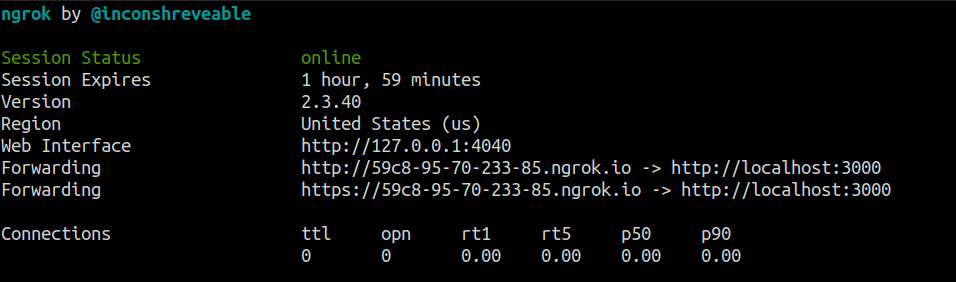 ngrok by @inconshreveable
Session Status online
Session Expires 1 hour, 59 minutes
Version 2.3.40
Region United States (us)
Web Interface http://127.0.0.1:4040
Forwarding http://59c8-95-70-233-85.ngrok.io -> http://localhost:3000
Forwarding https://59c8-95-70-233-85.ngrok.io -> http://localhost:3000
Connections ttl opn rt1 rt5 p50 p90
0 0 0.00 0.00 0.00 0.00